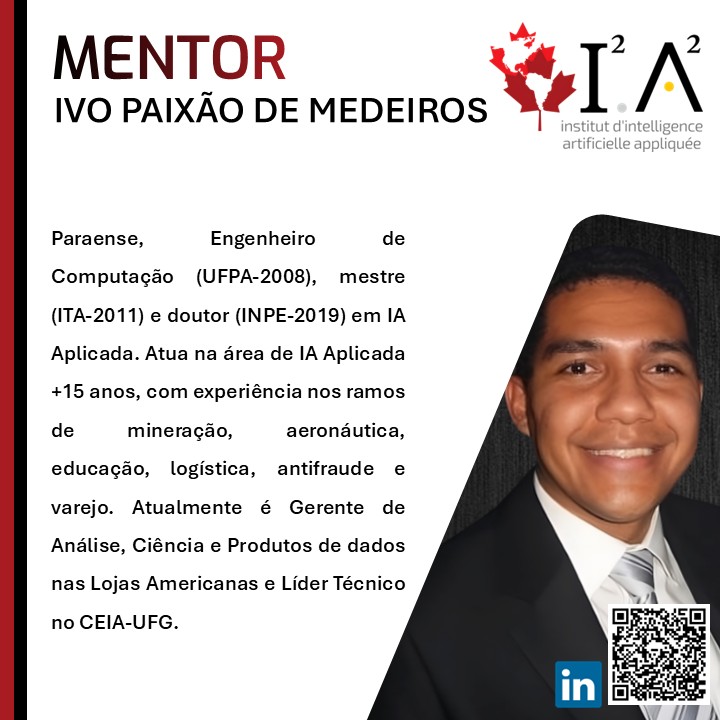 MENTOR
IVO PAIXÃO DE MEDEIROS
I²A²
institut d'intelligence
artificielle appliquée
Paraense, Engenheiro de
Computação (UFPA-2008), mestre
(ITA-2011) e doutor (INPE-2019) em IA
Aplicada. Atua na área de IA Aplicada
+15 anos, com experiência nos ramos
de mineração, aeronáutica,
educação, logística, antifraude e
varejo. Atualmente é Gerente de
Análise, Ciência e Produtos de dados
nas Lojas Americanas e Líder Técnico
no CEIA-UFG.
in